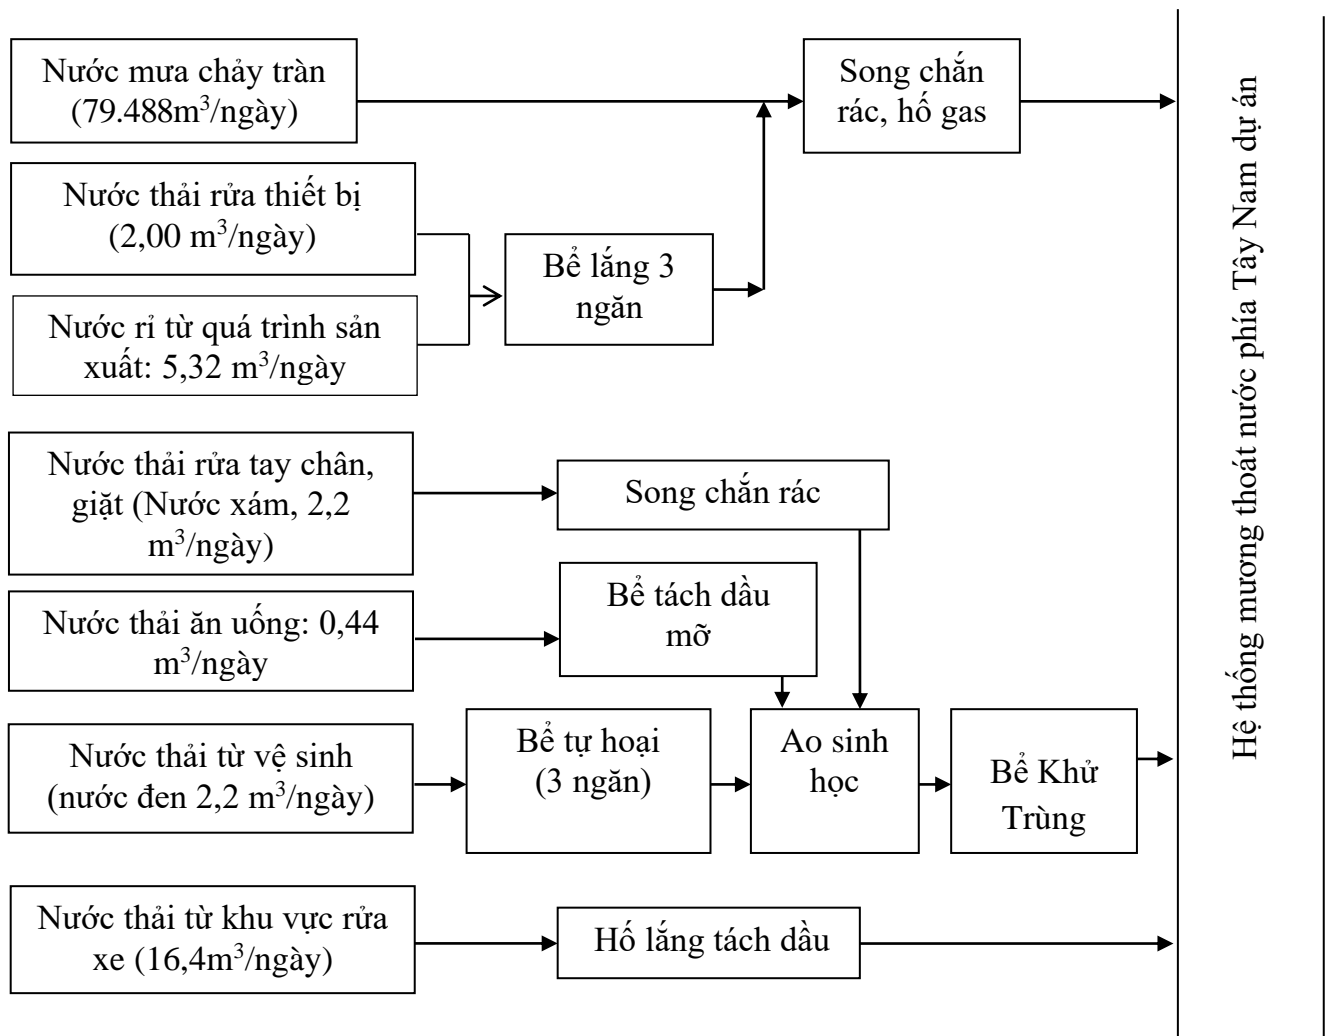 Nước mưa chảy tràn
(79.488m³/ngày)
Song chắn
rác, hố gas
Nước thải rửa thiết bị
(2,00 m³/ngày)
Bể lắng 3
ngăn
Nước rỉ từ quá trình sản
xuất: 5,32 m³/ngày
Nước thải rửa tay chân,
giặt (Nước xám, 2,2
m³/ngày)
Song chắn rác
Nước thải ăn uống: 0,44
m³/ngày
Bể tách dầu
mỡ
Nước thải từ vệ sinh
(nước đen 2,2 m³/ngày)
Bể tự hoại
(3 ngăn)
Ao sinh
học
Bể Khử
Trùng
Nước thải từ khu vực rửa
xe (16,4m³/ngày)
Hố lắng tách dầu
Hệ thống mương thoát nước phía Tây Nam dự án